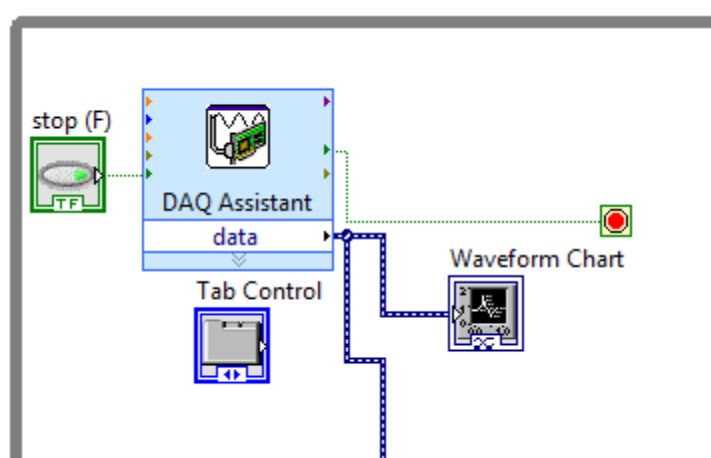 stop (F)
TF
DAQ Assistant
data
Waveform Chart
Tab Control